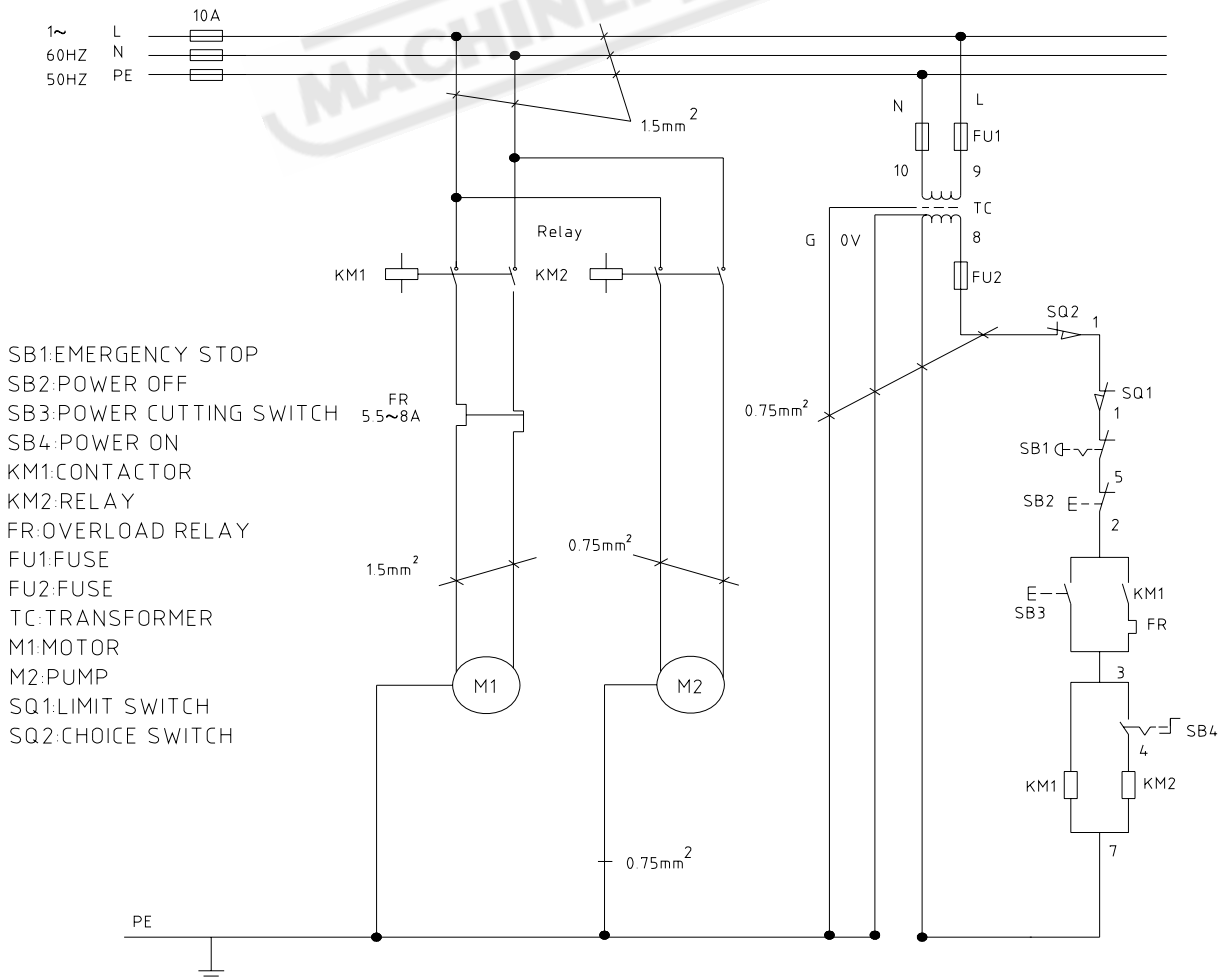 MACHINERY
10A
1~ L
60HZ N
50HZ PE
1.5mm²
N L
FU1
10 9
TC
G 0V 8
Relay
KM1 KM2
FU2
SQ2 1
SQ1
1
SB1:EMERGENCY STOP
SB2:POWER OFF
SB3:POWER CUTTING SWITCH
SB4:POWER ON
KM1:CONTACTOR
KM2:RELAY
FR:OVERLOAD RELAY
FU1:FUSE
FU2:FUSE
TC:TRANSFORMER
M1:MOTOR
M2:PUMP
SQ1:LIMIT SWITCH
SQ2:CHOICE SWITCH
FR
5.5~8A
0.75mm²
SB1
5
SB2
2
1.5mm²
0.75mm²
SB3
KM1
FR
3
M1 M2
SB4
4
KM1 KM2
0.75mm²
7
PE